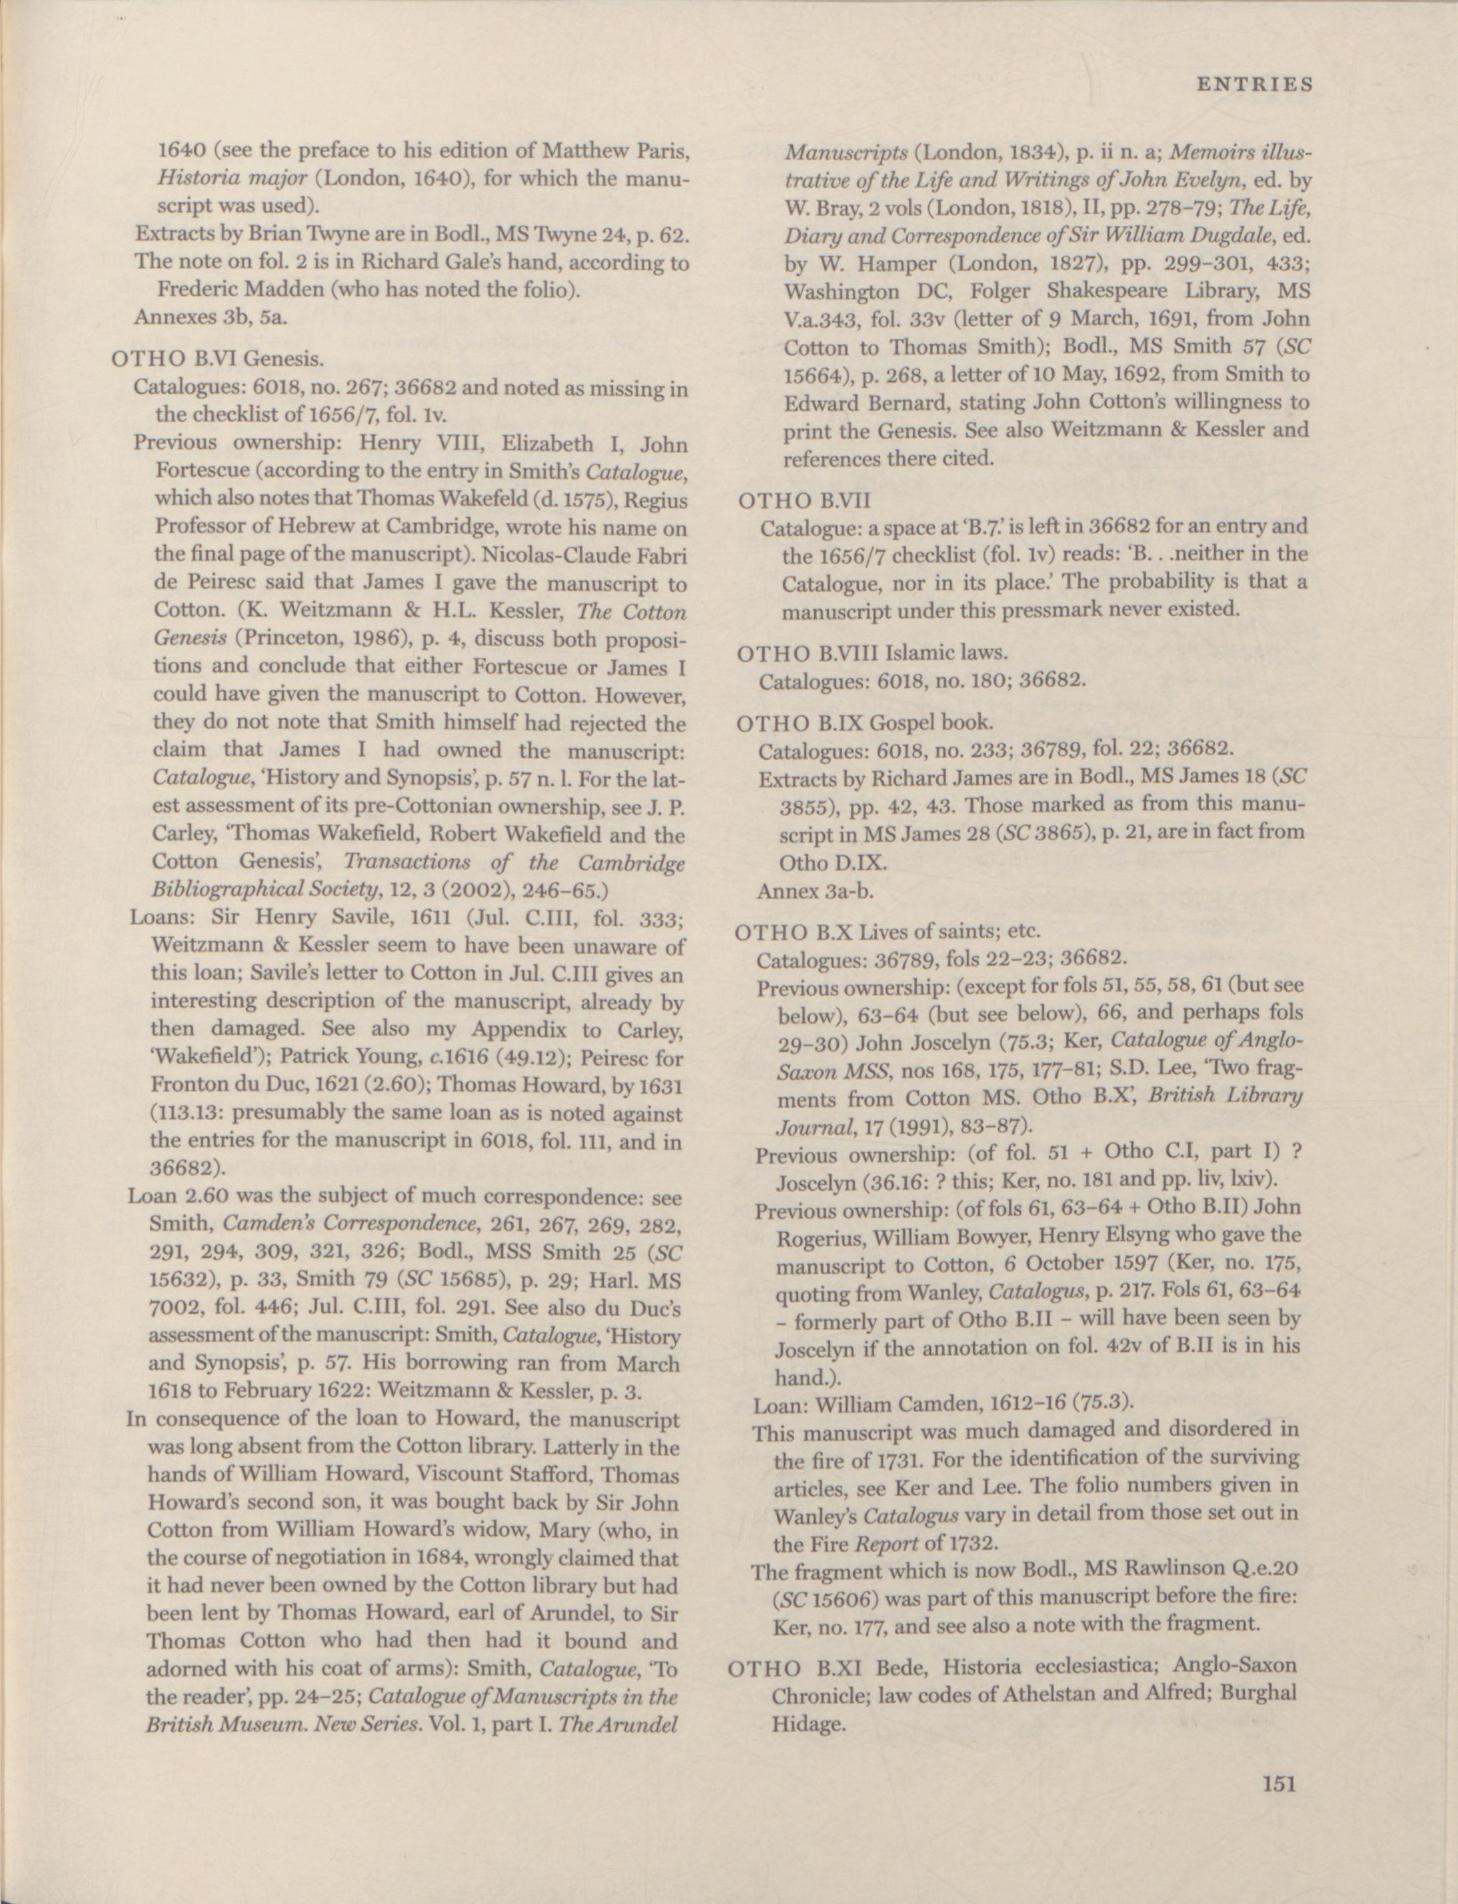 ENTRIES
1640 (see the preface to his edition of Matthew Paris,
Historia major (London, 1640), for which the manu-
script was used).
Extracts by Brian Twyne are in Bodl., MS Twyne 24, p. 62.
The note on fol. 2 is in Richard Gale's hand, according to
Frederic Madden (who has noted the folio).
Annexes 3b, 5a.
OTHO B.VI Genesis.
Catalogues: 6018, no. 267; 36682 and noted as missing in
the checklist of 1656/7, fol. 1v.
Previous ownership: Henry VIII, Elizabeth I, John
Fortescue (according to the entry in Smith's Catalogue,
which also notes that Thomas Wakefeld (d. 1575), Regius
Professor of Hebrew at Cambridge, wrote his name on
the final page of the manuscript). Nicolas-Claude Fabri
de Peiresc said that James I gave the manuscript to
Cotton. (K. Weitzmann & H.L. Kessler, The Cotton
Genesis (Princeton, 1986), p. 4, discuss both proposi-
tions and conclude that either Fortescue or James I
could have given the manuscript to Cotton. However,
they do not note that Smith himself had rejected the
claim that James I had owned the manuscript:
Catalogue, 'History and Synopsis', p. 57 n. l. For the lat-
est assessment of its pre-Cottonian ownership, see J. P.
Carley, 'Thomas Wakefield, Robert Wakefield and the
Cotton Genesis', Transactions of the Cambridge
Bibliographical Society, 12, 3 (2002), 246–65.)
Loans: Sir Henry Savile, 1611 (Jul. C.III, fol. 333;
Weitzmann & Kessler seem to have been unaware of
this loan; Savile's letter to Cotton in Jul. C.III gives an
interesting description of the manuscript, already by
then damaged. See also my Appendix to Carley,
'Wakefield'); Patrick Young, c.1616 (49.12); Peiresc for
Fronton du Duc, 1621 (2.60); Thomas Howard, by 1631
(113.13: presumably the same loan as is noted against
the entries for the manuscript in 6018, fol. 111, and in
36682).
Loan 2.60 was the subject of much correspondence: see
Smith, Camden's Correspondence, 261, 267, 269, 282,
291, 294, 309, 321, 326; Bodl., MSS Smith 25 (SC
15632), p. 33, Smith 79 (SC 15685), p. 29; Harl. MS
7002, fol. 446; Jul. C.III, fol. 291. See also du Duc's
assessment of the manuscript: Smith, Catalogue, 'History
and Synopsis', p. 57. His borrowing ran from March
1618 to February 1622: Weitzmann & Kessler, p. 3.
In consequence of the loan to Howard, the manuscript
was long absent from the Cotton library. Latterly in the
hands of William Howard, Viscount Stafford, Thomas
Howard's second son, it was bought back by Sir John
Cotton from William Howard's widow, Mary (who, in
the course of negotiation in 1684, wrongly claimed that
it had never been owned by the Cotton library but had
been lent by Thomas Howard, earl of Arundel, to Sir
Thomas Cotton who had then had it bound and
adorned with his coat of arms): Smith, Catalogue, 'To
the reader', pp. 24–25; Catalogue of Manuscripts in the
British Museum. New Series. Vol. 1, part I. The Arundel
Manuscripts (London, 1834), p. ii n. a; Memoirs illus-
trative of the Life and Writings of John Evelyn, ed. by
W. Bray, 2 vols (London, 1818), II, pp. 278–79; The Life,
Diary and Correspondence of Sir William Dugdale, ed.
by W. Hamper (London, 1827), pp. 299–301, 433;
Washington DC, Folger Shakespeare Library, MS
V.a.343, fol. 33v (letter of 9 March, 1691, from John
Cotton to Thomas Smith); Bodl., MS Smith 57 (SC
15664), p. 268, a letter of 10 May, 1692, from Smith to
Edward Bernard, stating John Cotton's willingness to
print the Genesis. See also Weitzmann & Kessler and
references there cited.
OTHO B.VII
Catalogue: a space at 'B.7.' is left in 36682 for an entry and
the 1656/7 checklist (fol. 1v) reads: 'B. . .neither in the
Catalogue, nor in its place.' The probability is that a
manuscript under this pressmark never existed.
OTHO B.VIII Islamic laws.
Catalogues: 6018, no. 180; 36682.
OTHO B.IX Gospel book.
Catalogues: 6018, no. 233; 36789, fol. 22; 36682.
Extracts by Richard James are in Bodl., MS James 18 (SC
3855), pp. 42, 43. Those marked as from this manu-
script in MS James 28 (SC 3865), p. 21, are in fact from
Otho D.IX.
Annex 3a-b.
OTHO B.X Lives of saints; etc.
Catalogues: 36789, fols 22–23; 36682.
Previous ownership: (except for fols 51, 55, 58, 61 (but see
below), 63–64 (but see below), 66, and perhaps fols
29–30) John Joscelyn (75.3; Ker, Catalogue of Anglo-
Saxon MSS, nos 168, 175, 177–81; S.D. Lee, 'Two frag-
ments from Cotton MS. Otho B.X', British Library
Journal, 17 (1991), 83–87).
Previous ownership: (of fol. 51 + Otho C.I, part I) ?
Joscelyn (36.16: ? this; Ker, no. 181 and pp. liv, lxiv).
Previous ownership: (of fols 61, 63–64 + Otho B.II) John
Rogerius, William Bowyer, Henry Elsyng who gave the
manuscript to Cotton, 6 October 1597 (Ker, no. 175,
quoting from Wanley, Catalogus, p. 217. Fols 61, 63–64
– formerly part of Otho B.II – will have been seen by
Joscelyn if the annotation on fol. 42v of B.II is in his
hand.).
Loan: William Camden, 1612–16 (75.3).
This manuscript was much damaged and disordered in
the fire of 1731. For the identification of the surviving
articles, see Ker and Lee. The folio numbers given in
Wanley's Catalogus vary in detail from those set out in
the Fire Report of 1732.
The fragment which is now Bodl., MS Rawlinson Q.e.20
(SC 15606) was part of this manuscript before the fire:
Ker, no. 177, and see also a note with the fragment.
OTHO B.XI Bede, Historia ecclesiastica; Anglo-Saxon
Chronicle; law codes of Athelstan and Alfred; Burghal
Hidage.
151